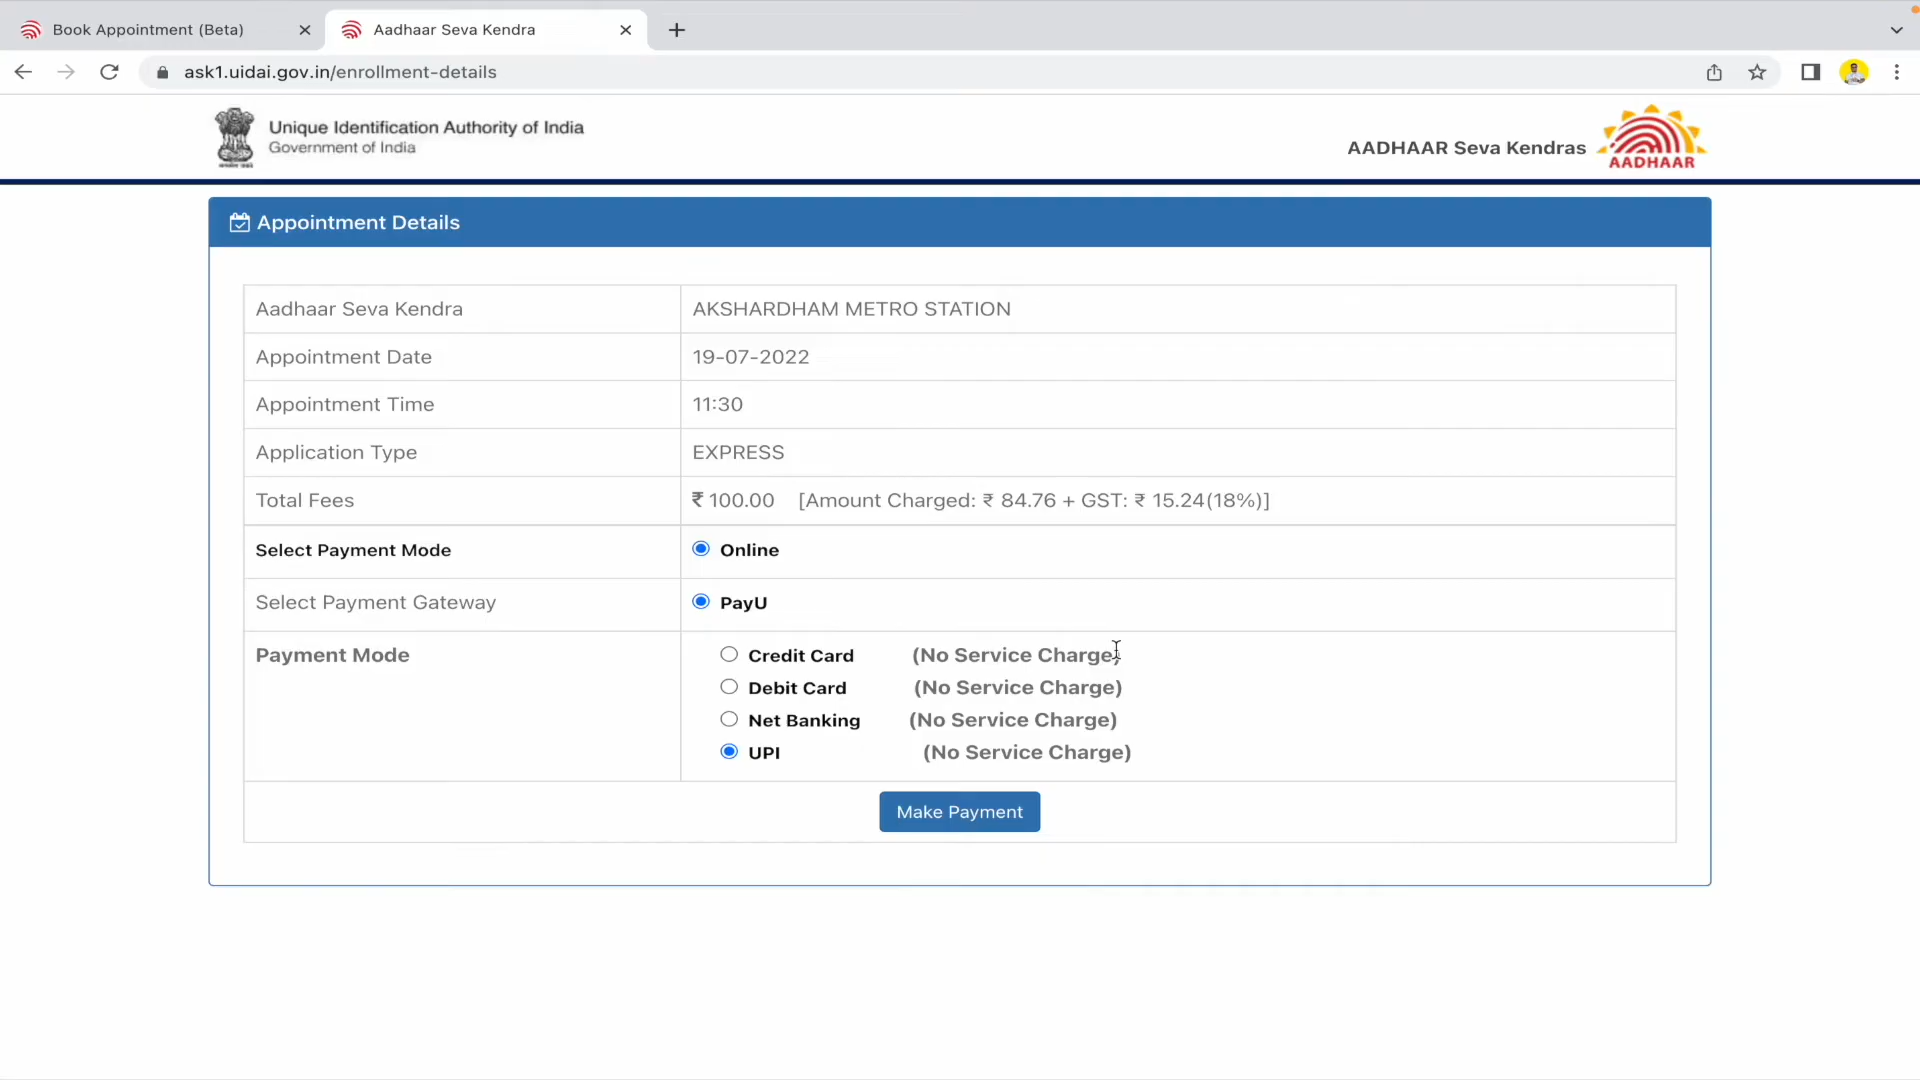 Book Appointment (Beta)
Aadhaar Seva Kendra
ask1.uidai.gov.in/enrollment-details
Unique Identification Authority of India
Government of India
AADHAAR Seva Kendras
AADHAAR
Appointment Details
Aadhaar Seva Kendra AKSHARDHAM METRO STATION
Appointment Date 19-07-2022
Appointment Time 11:30
Application Type EXPRESS
Total Fees ₹ 100.00 [Amount Charged: ₹ 84.76 + GST: ₹ 15.24(18%)]
Select Payment Mode Online
Select Payment Gateway PayU
Payment Mode Credit Card (No Service Charge)
Debit Card (No Service Charge)
Net Banking (No Service Charge)
UPI (No Service Charge)
Make Payment